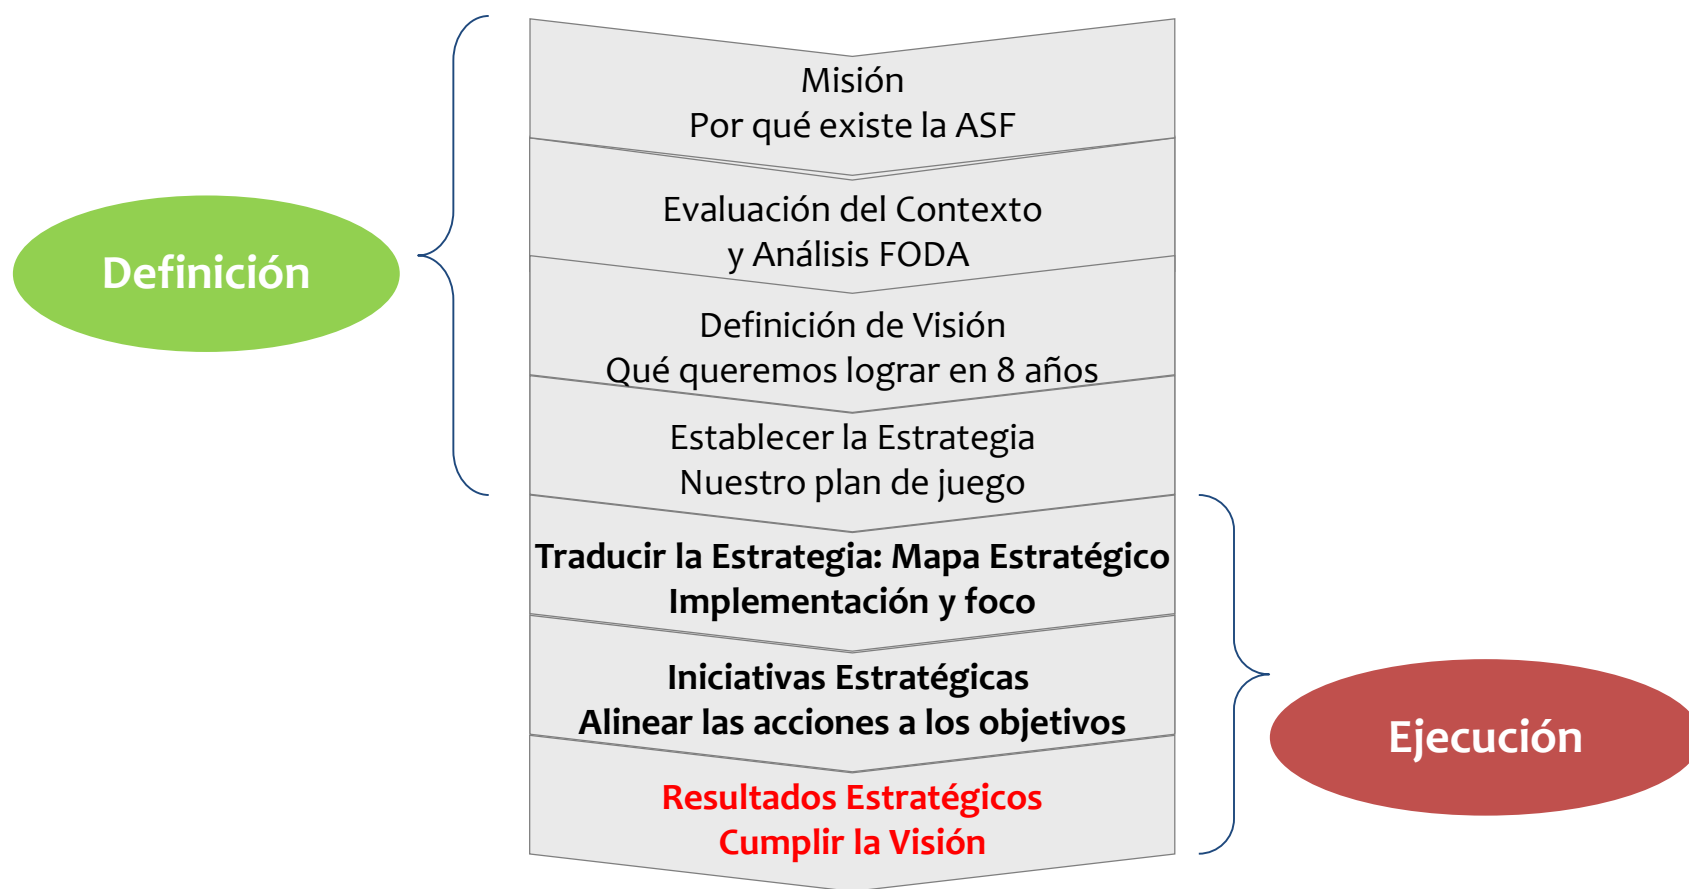 Misión
Por qué existe la ASF
Evaluación del Contexto
y Análisis FODA
Definición
Definición de Visión
Qué queremos lograr en 8 años
Establecer la Estrategia
Nuestro plan de juego
Traducir la Estrategia: Mapa Estratégico
Implementación y foco
Iniciativas Estratégicas
Alinear las acciones a los objetivos
Ejecución
Resultados Estratégicos
Cumplir la Visión